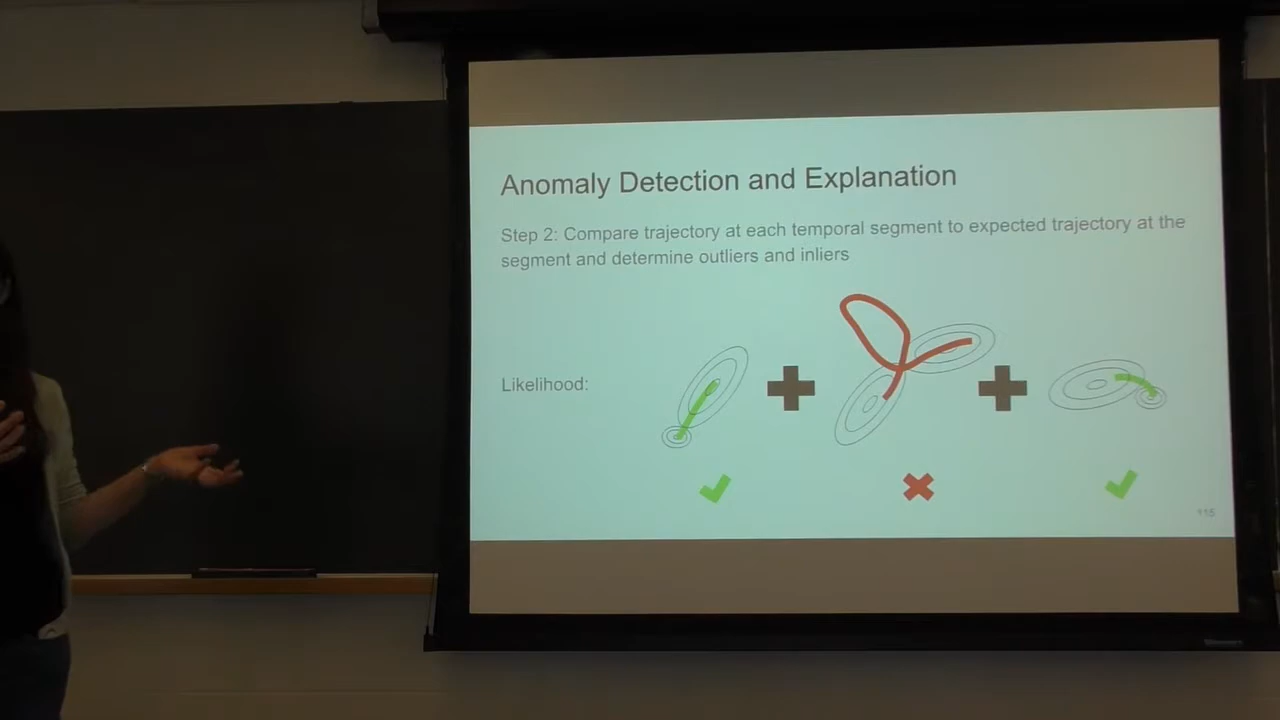 Anomaly Detection and Explanation
Step 2: Compare trajectory at each temporal segment to expected trajectory at the
segment and determine outliers and inliers
Likelihood:
115